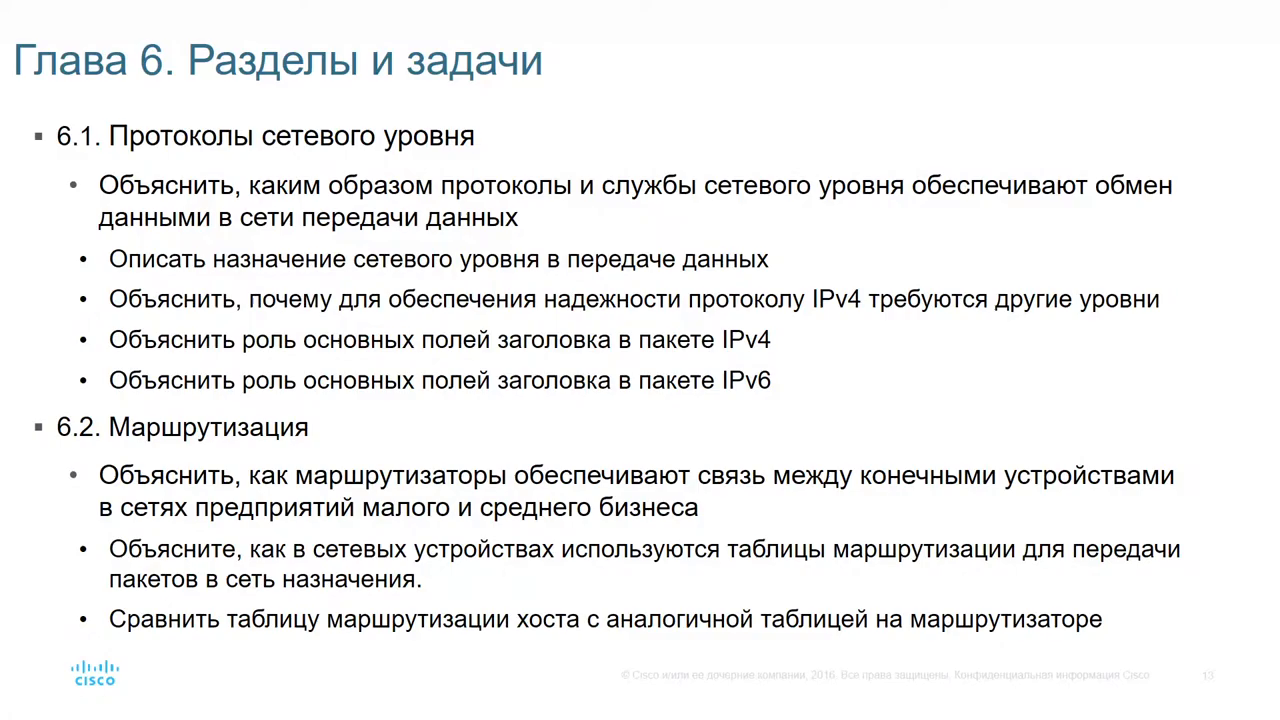 Глава 6. Разделы и задачи
▪ 6.1. Протоколы сетевого уровня
• Объяснить, каким образом протоколы и службы сетевого уровня обеспечивают обмен
данными в сети передачи данных
• Описать назначение сетевого уровня в передаче данных
• Объяснить, почему для обеспечения надежности протоколу IPv4 требуются другие уровни
• Объяснить роль основных полей заголовка в пакете IPv4
• Объяснить роль основных полей заголовка в пакете IPv6
▪ 6.2. Маршрутизация
• Объяснить, как маршрутизаторы обеспечивают связь между конечными устройствами
в сетях предприятий малого и среднего бизнеса
• Объясните, как в сетевых устройствах используются таблицы маршрутизации для передачи
пакетов в сеть назначения.
• Сравнить таблицу маршрутизации хоста с аналогичной таблицей на маршрутизаторе
CISCO
© Cisco и/или ее дочерние компании, 2016. Все права защищены. Конфиденциальная информация Cisco
13